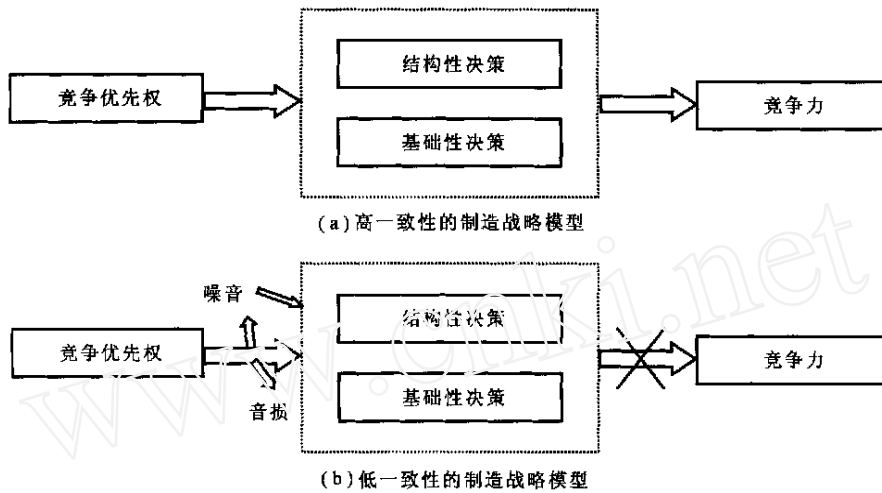 结构性决策
竞争优先权
竞争力
基础性决策
(a)高一致性的制造战略模型
噪音
结构性决策
竞争优先权
竞争力
基础性决策
音损
(b)低一致性的制造战略模型
www.cnki.net